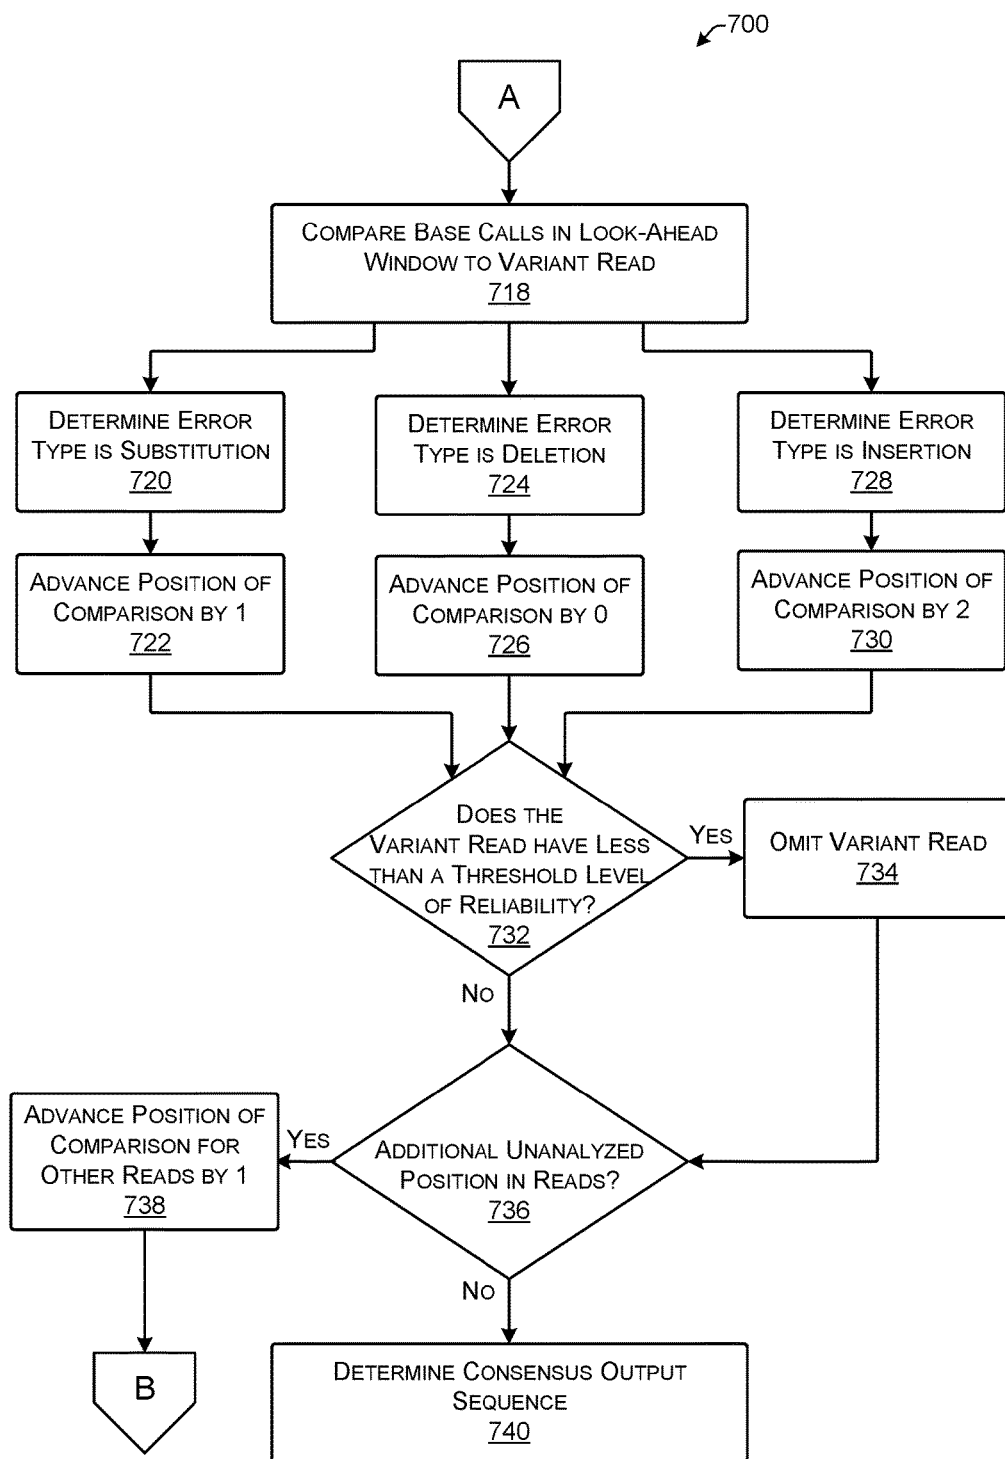 700
A
COMPARE BASE CALLS IN LOOK-AHEAD
WINDOW TO VARIANT READ
718
DETERMINE ERROR
TYPE IS SUBSTITUTION
720
DETERMINE ERROR
TYPE IS DELETION
724
DETERMINE ERROR
TYPE IS INSERTION
728
ADVANCE POSITION OF
COMPARISON BY 1
722
ADVANCE POSITION OF
COMPARISON BY 0
726
ADVANCE POSITION OF
COMPARISON BY 2
730
DOES THE
VARIANT READ HAVE LESS
THAN A THRESHOLD LEVEL
OF RELIABILITY?
732
YES
OMIT VARIANT READ
734
NO
ADDITIONAL UNANALYZED
POSITION IN READS?
736
YES
ADVANCE POSITION OF
COMPARISON FOR
OTHER READS BY 1
738
NO
B
DETERMINE CONSENSUS OUTPUT
SEQUENCE
740